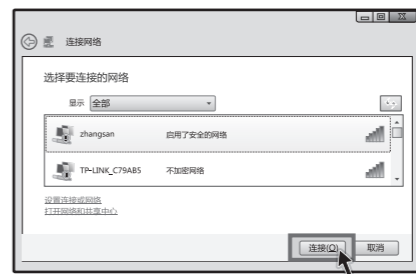 连接网络
选择要连接的网络
显示 全部
zhangsan 启用了安全的网络
TP-LINK_C79AB5 不加密网络
设置连接或网络
打开网络和共享中心
连接(O) 取消